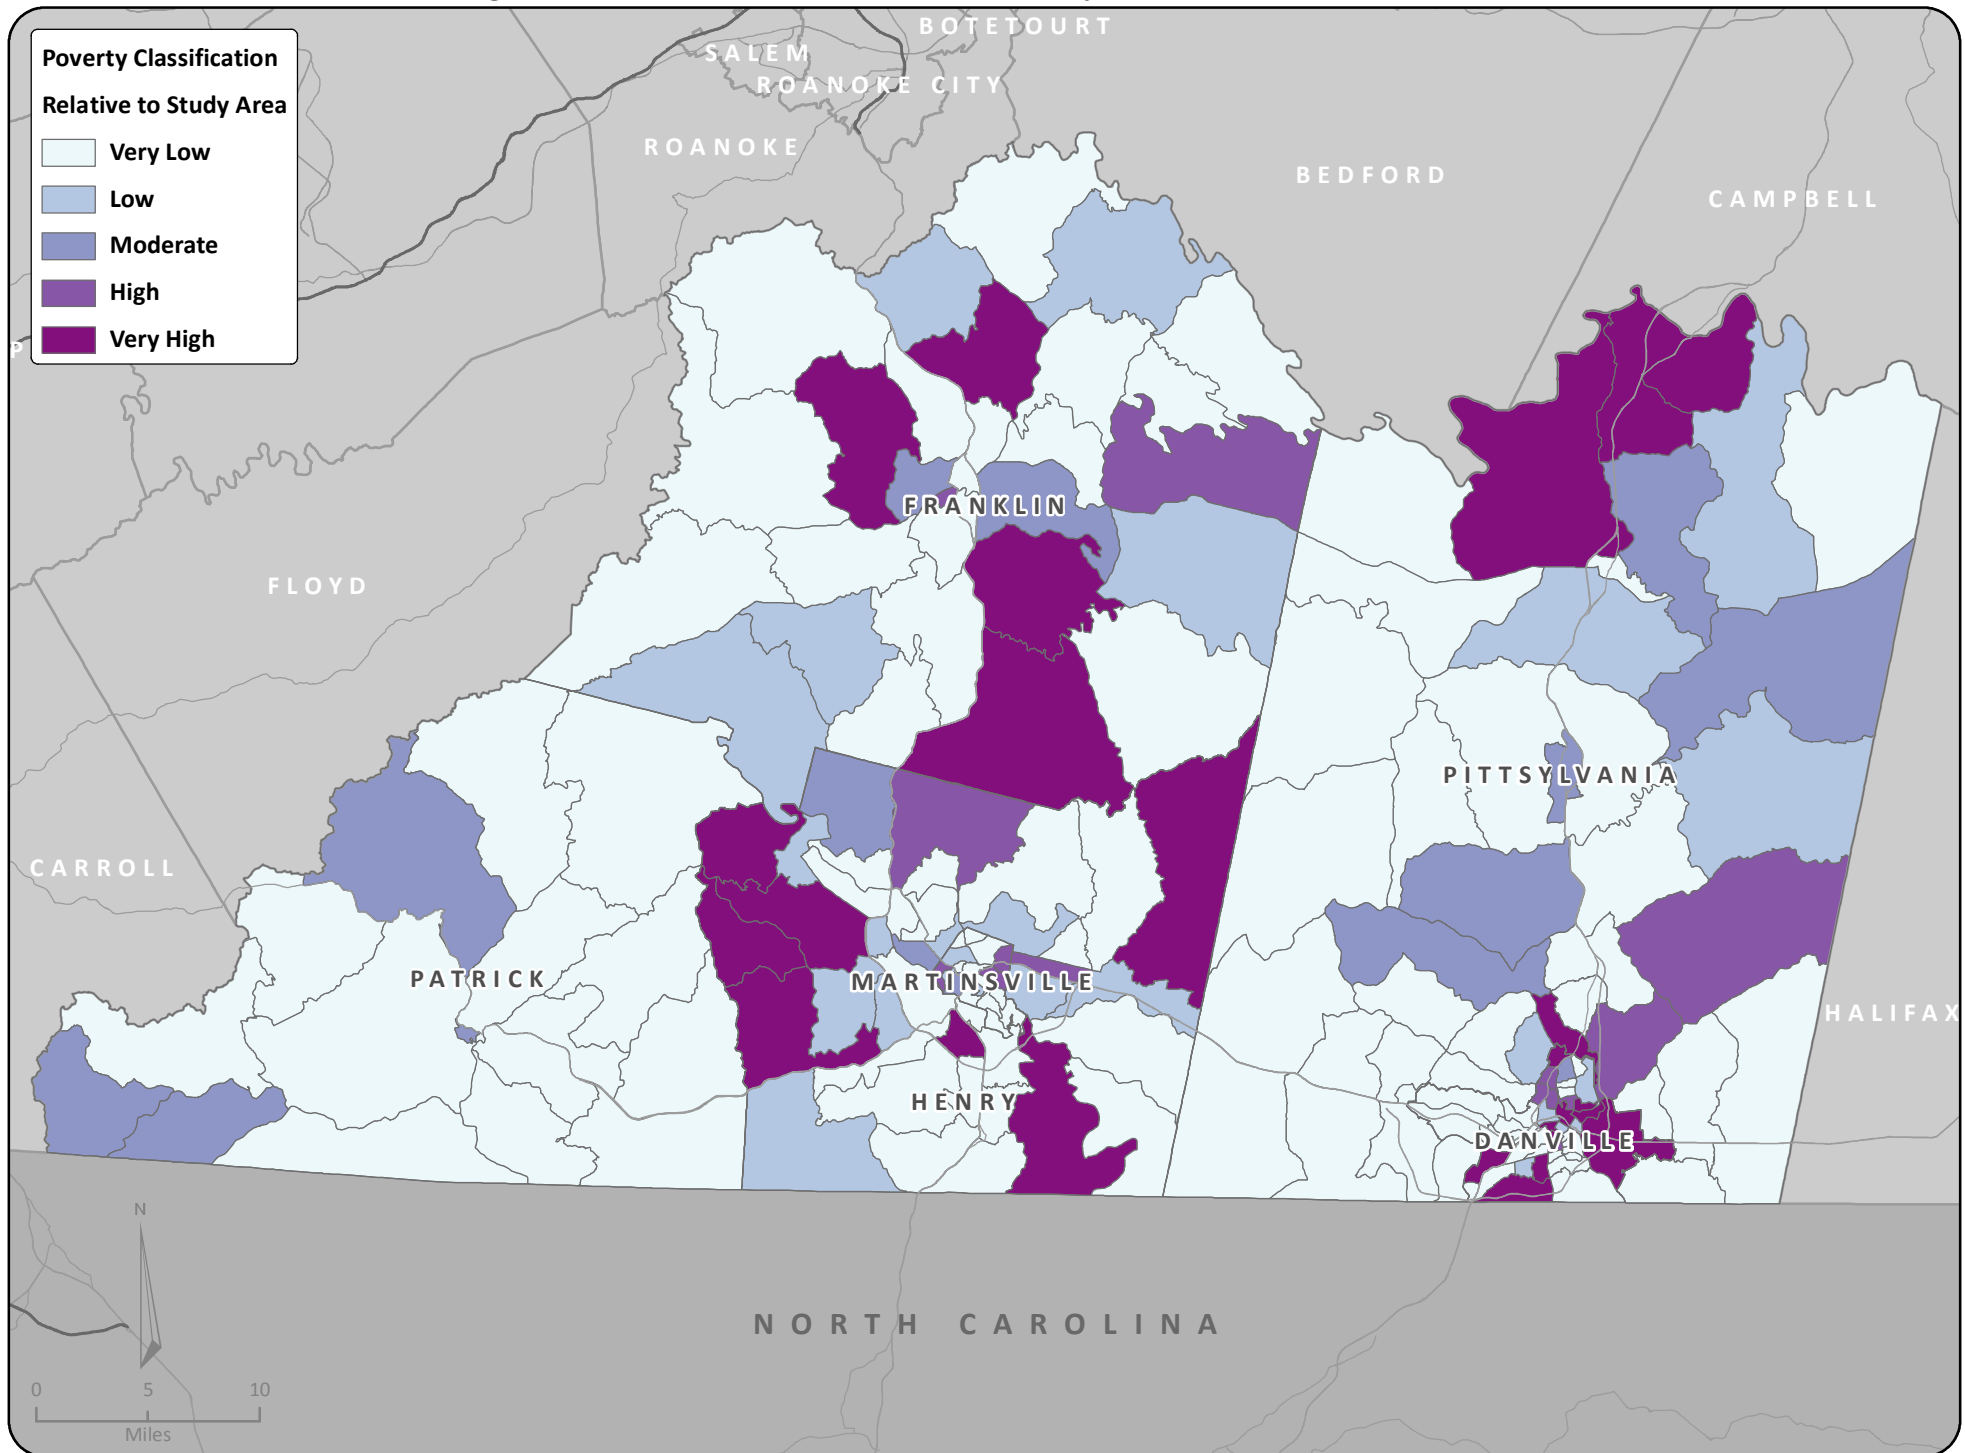 BOTETOURT
SALEM
ROANOKE CITY
ROANOKE
BEDFORD
CAMPBELL
Poverty Classification
Relative to Study Area
Very Low
Low
Moderate
High
Very High
P
FRANKLIN
FLOYD
PITTSYLVANIA
CARROLL
PATRICK
MARTINSVILLE
HALIFAX
HENRY
DANVILLE
N
NORTH CAROLINA
0 5 10
Miles